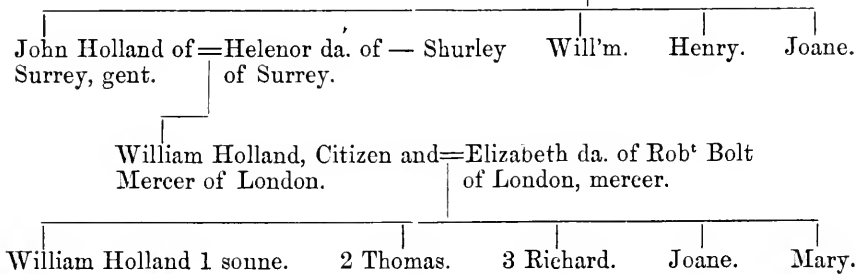 John Holland of=Helenor da. of — Shurley Will'm. Henry. Joane.
Surrey, gent. of Surrey.
William Holland, Citizen and=Elizabeth da. of Robt Bolt
Mercer of London. of London, mercer.
William Holland 1 sonne. 2 Thomas. 3 Richard. Joane. Mary.